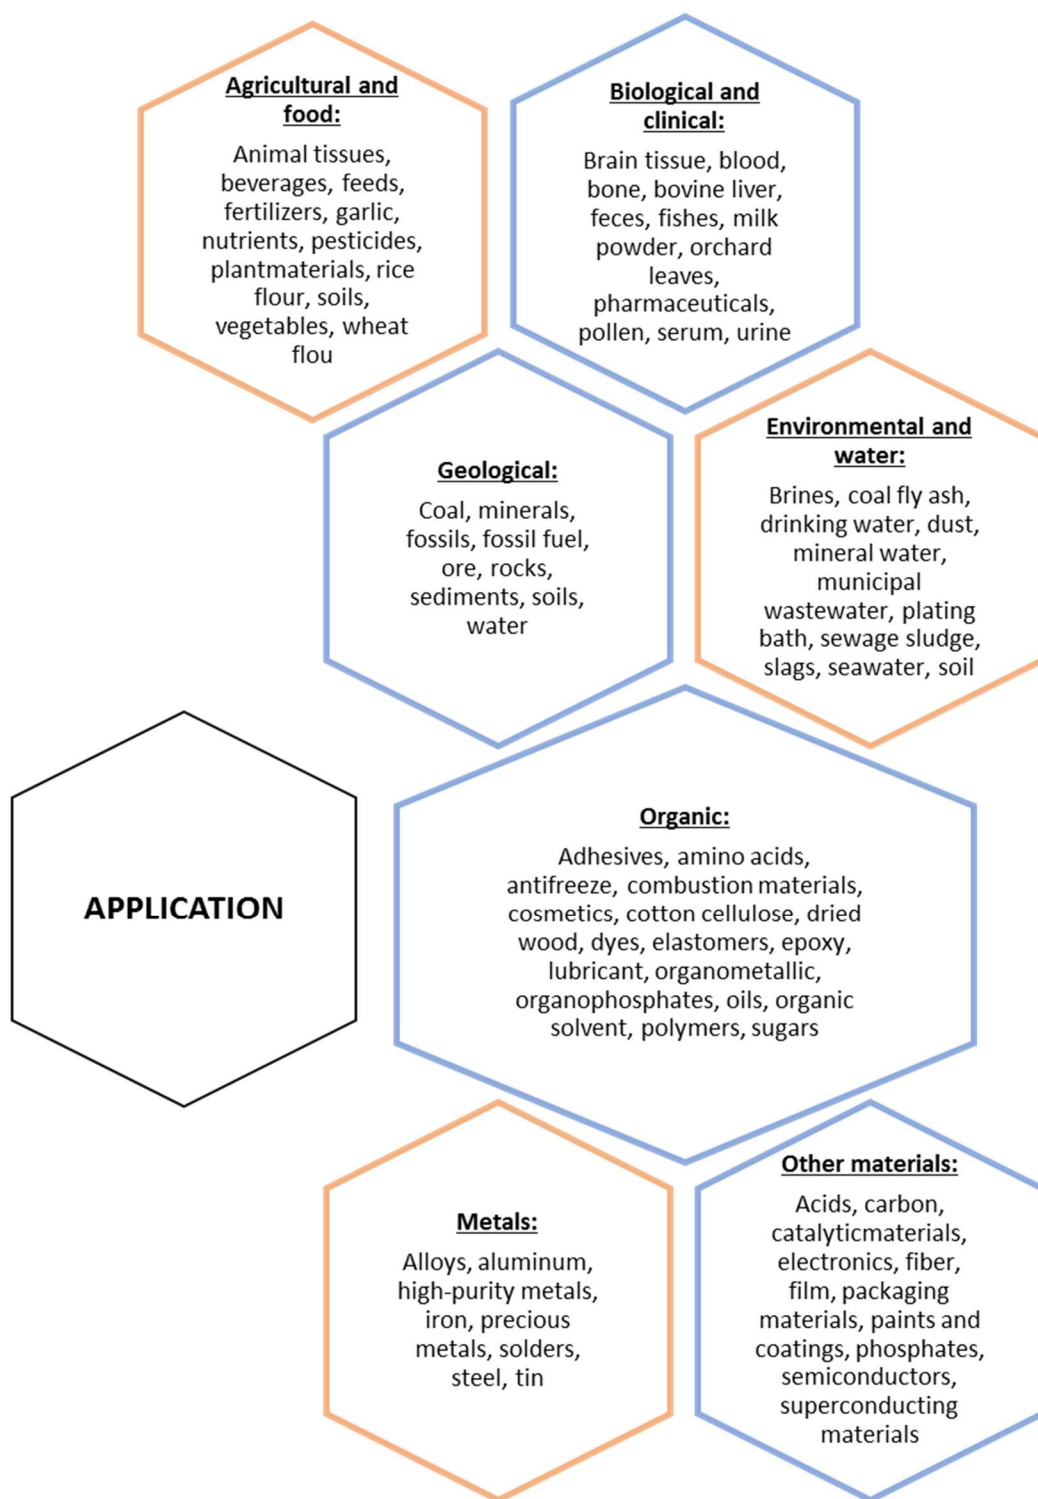 Agricultural and
food:
Animal tissues,
beverages, feeds,
fertilizers, garlic,
nutrients, pesticides,
plantmaterials, rice
flour, soils,
vegetables, wheat
flou
Biological and
clinical:
Brain tissue, blood,
bone, bovine liver,
feces, fishes, milk
powder, orchard
leaves,
pharmaceuticals,
pollen, serum, urine
Geological:
Coal, minerals,
fossils, fossil fuel,
ore, rocks,
sediments, soils,
water
Environmental and
water:
Brines, coal fly ash,
drinking water, dust,
mineral water,
municipal
wastewater, plating
bath, sewage sludge,
slags, seawater, soil
APPLICATION
Organic:
Adhesives, amino acids,
antifreeze, combustion materials,
cosmetics, cotton cellulose, dried
wood, dyes, elastomers, epoxy,
lubricant, organometallic,
organophosphates, oils, organic
solvent, polymers, sugars
Metals:
Alloys, aluminum,
high-purity metals,
iron, precious
metals, solders,
steel, tin
Other materials:
Acids, carbon,
catalyticmaterials,
electronics, fiber,
film, packaging
materials, paints and
coatings, phosphates,
semiconductors,
superconducting
materials